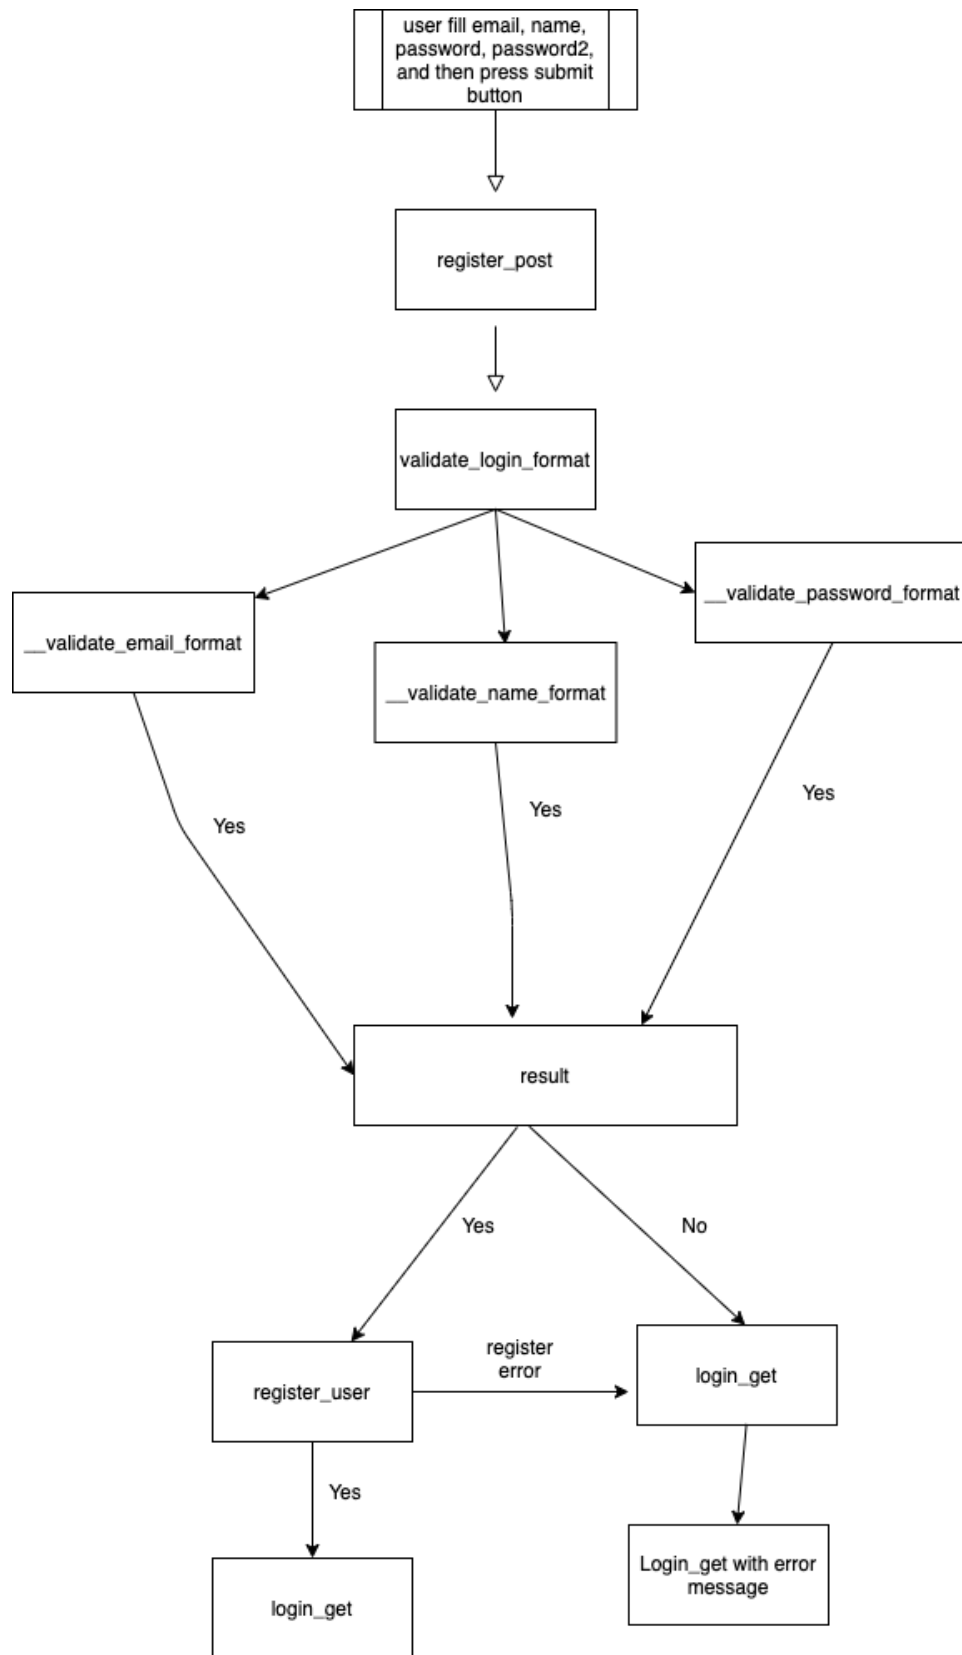 user fill email, name,
password, password2,
and then press submit
button
register_post
validate_login_format
__validate_password_format
__validate_email_format
__validate_name_format
Yes
Yes
Yes
result
Yes
No
register
error
login_get
register_user
Yes
Login_get with error
message
login_get